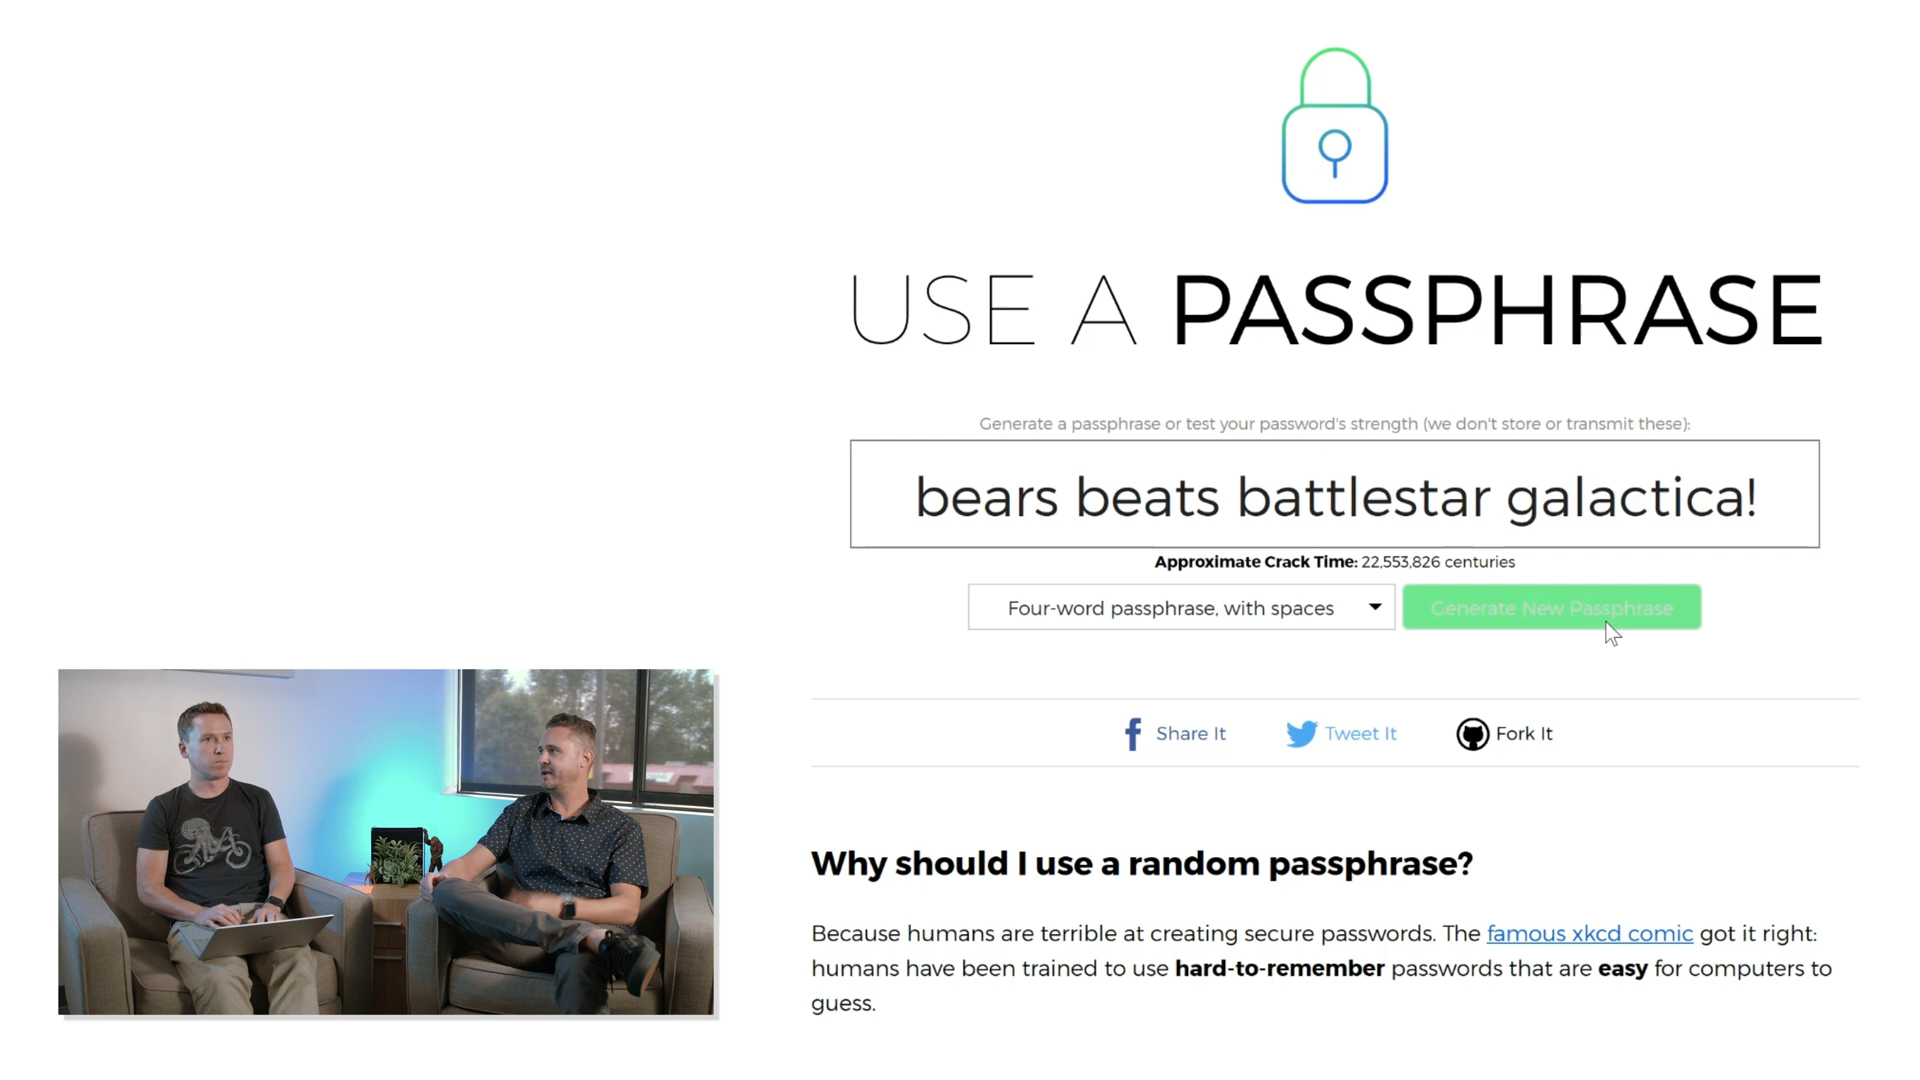 USE A PASSPHRASE
Generate a passphrase or test your password's strength (we don't store or transmit these):
bears beats battlestar galactica!
Approximate Crack Time: 22,553,826 centuries
Four-word passphrase, with spaces
Generate New Passphrase
Share It
Tweet It
Fork It
Why should I use a random passphrase?
Because humans are terrible at creating secure passwords. The famous xkcd comic got it right:
humans have been trained to use hard-to-remember passwords that are easy for computers to
guess.